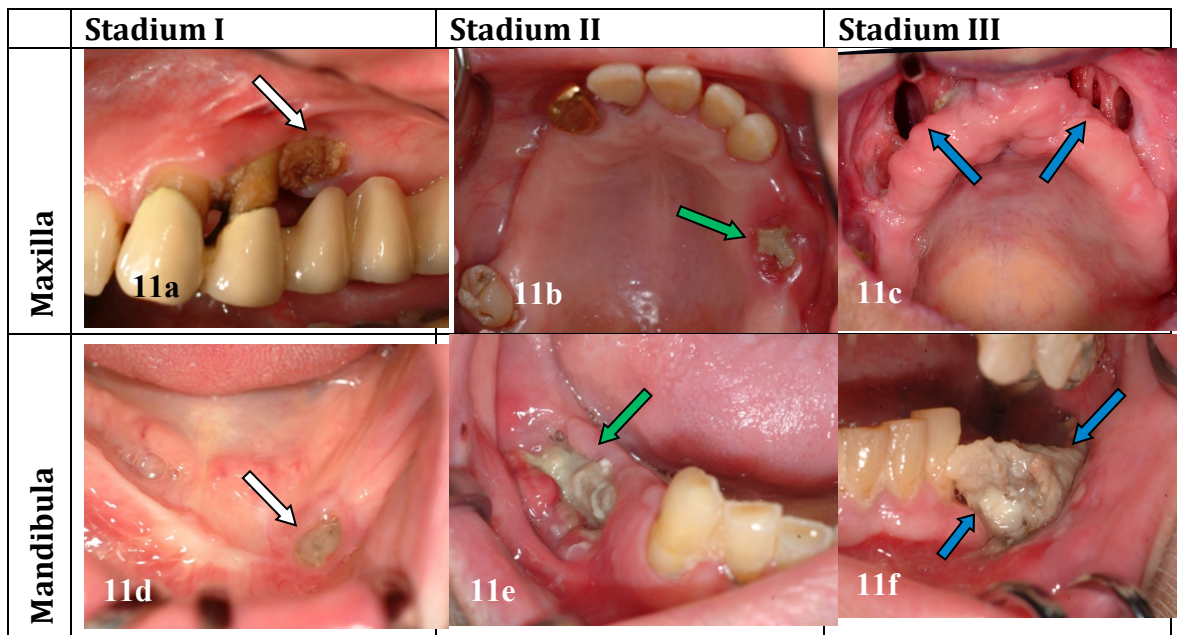 Stadium I
Stadium II
Stadium III
Maxilla
11a
11b
11c
Mandibula
11d
11e
11f